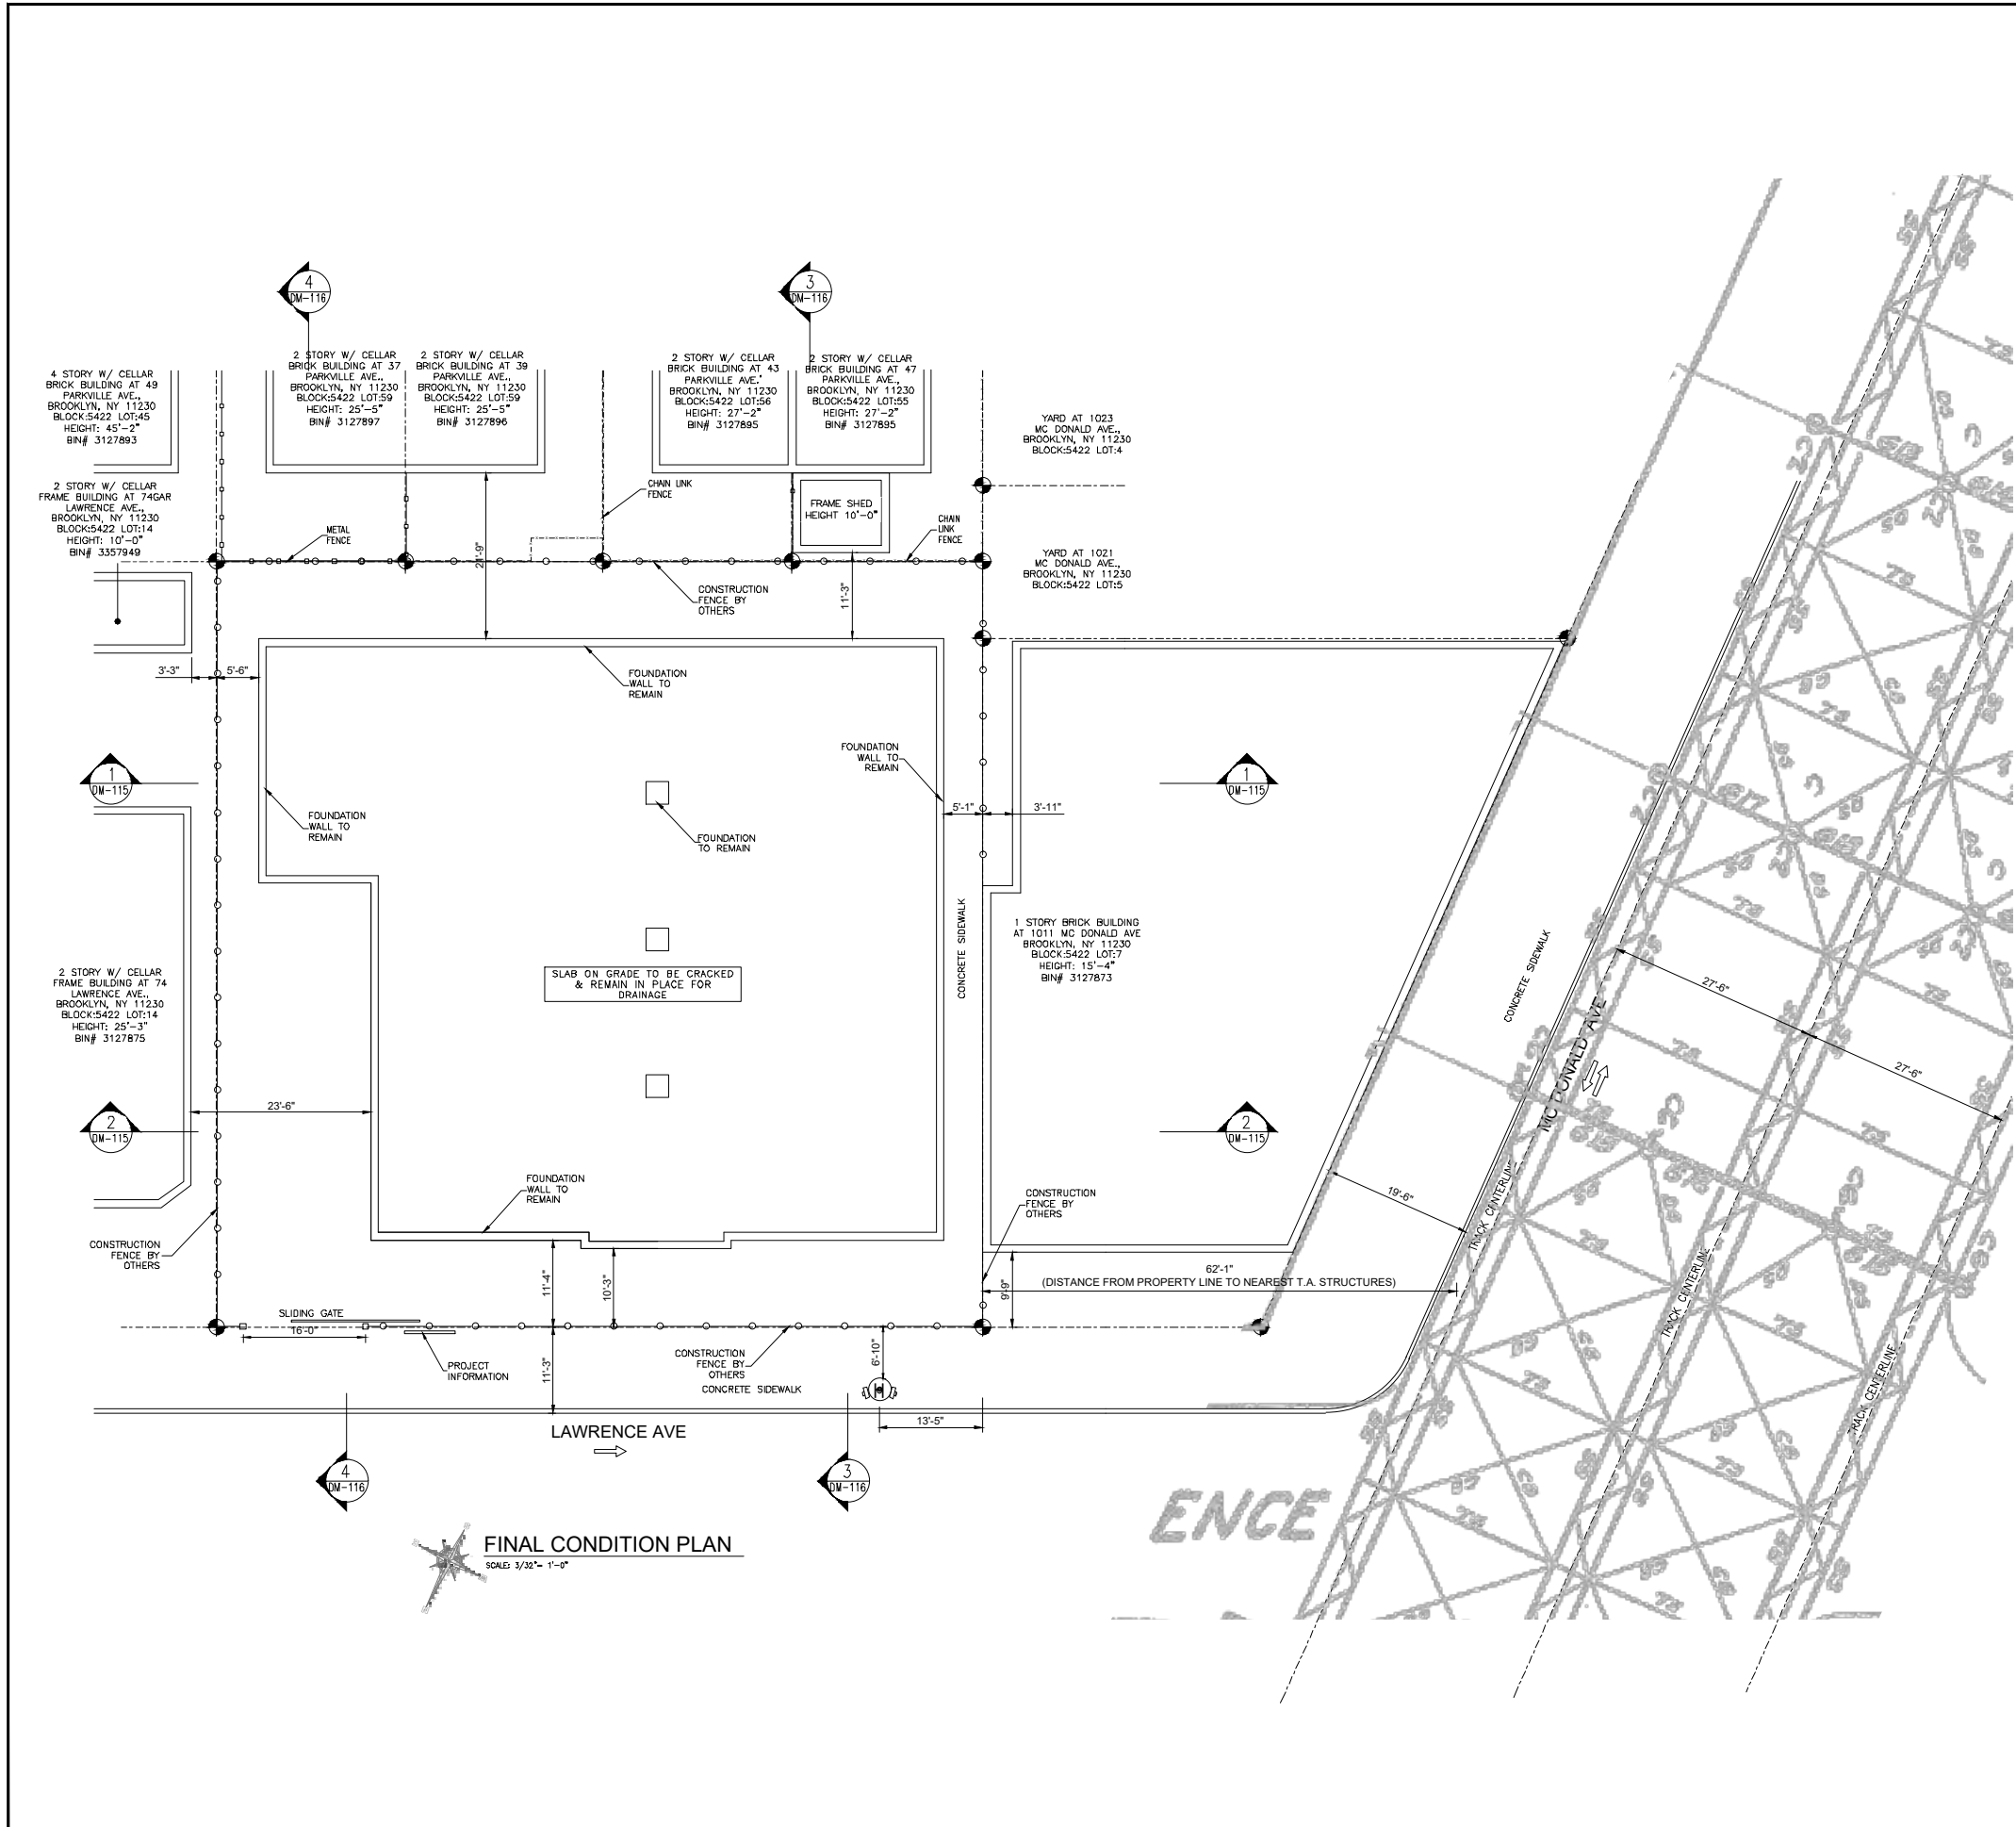 4
DM-116
3
DM-116
4 STORY W/ CELLAR
BRICK BUILDING AT 49
PARKVILLE AVE.,
BROOKLYN, NY 11230
BLOCK:5422 LOT:45
HEIGHT: 45'-2"
BIN# 3127893
2 STORY W/ CELLAR
BRICK BUILDING AT 37
PARKVILLE AVE.,
BROOKLYN, NY 11230
BLOCK:5422 LOT:59
HEIGHT: 25'-5"
BIN# 3127897
2 STORY W/ CELLAR
BRICK BUILDING AT 39
PARKVILLE AVE.,
BROOKLYN, NY 11230
BLOCK:5422 LOT:59
HEIGHT: 25'-5"
BIN# 3127896
2 STORY W/ CELLAR
BRICK BUILDING AT 43
PARKVILLE AVE.
BROOKLYN, NY 11230
BLOCK:5422 LOT:56
HEIGHT: 27'-2"
BIN# 3127895
2 STORY W/ CELLAR
BRICK BUILDING AT 47
PARKVILLE AVE.,
BROOKLYN, NY 11230
BLOCK:5422 LOT:55
HEIGHT: 27'-2"
BIN# 3127895
YARD AT 1023
MC DONALD AVE.,
BROOKLYN, NY 11230
BLOCK:5422 LOT:4
2 STORY W/ CELLAR
FRAME BUILDING AT 74GAR
LAWRENCE AVE.,
BROOKLYN, NY 11230
BLOCK:5422 LOT:14
HEIGHT: 10'-0"
BIN# 3357949
CHAIN LINK
FENCE
FRAME SHED
HEIGHT 10'-0"
METAL
FENCE
CHAIN
LINK
FENCE
21'-9"
YARD AT 1021
MC DONALD AVE.,
BROOKLYN, NY 11230
BLOCK:5422 LOT:5
CONSTRUCTION
FENCE BY
OTHERS
11'-3"
3'-3"
5'-6"
FOUNDATION
WALL TO
REMAIN
FOUNDATION
WALL TO
REMAIN
1
DM-115
1
DM-115
5'-1"
3'-11"
FOUNDATION
WALL TO
REMAIN
FOUNDATION
TO REMAIN
CONCRETE SIDEWALK
1 STORY BRICK BUILDING
AT 1011 MC DONALD AVE
BROOKLYN, NY 11230
BLOCK:5422 LOT:7
HEIGHT: 15'-4"
BIN# 3127873
CONCRETE SIDEWALK
27'-6"
27'-6"
MC DONALD AVE
SLAB ON GRADE TO BE CRACKED
& REMAIN IN PLACE FOR
DRAINAGE
2 STORY W/ CELLAR
FRAME BUILDING AT 74
LAWRENCE AVE.,
BROOKLYN, NY 11230
BLOCK:5422 LOT:14
HEIGHT: 25'-3"
BIN# 3127875
23'-6"
2
DM-115
2
DM-115
FOUNDATION
WALL TO
REMAIN
CONSTRUCTION
FENCE BY
OTHERS
19'-6"
TRACK CENTERLINE
TRACK CENTERLINE
TRACK CENTERLINE
CONSTRUCTION
FENCE BY
OTHERS
11'-4"
10'-3"
9'-9"
62'-1"
(DISTANCE FROM PROPERTY LINE TO NEAREST T.A. STRUCTURES)
SLIDING GATE
16'-0"
PROJECT
INFORMATION
11'-3"
CONSTRUCTION
FENCE BY
OTHERS
CONCRETE SIDEWALK
6'-10"
H
13'-5"
LAWRENCE AVE
4
DM-116
3
DM-116
ENCE
FINAL CONDITION PLAN
SCALE: 3/32"= 1'-0"